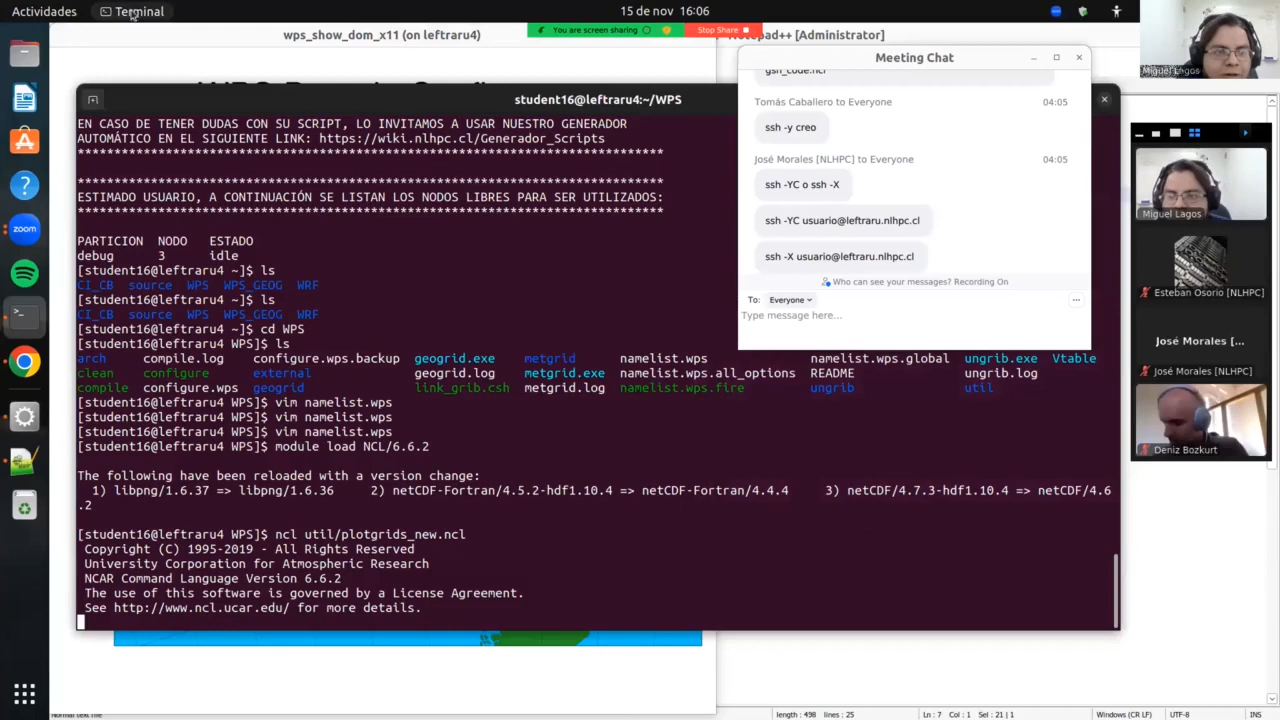 Actividades
Terminal
15 de nov 16:06
wps_show_dom_x11 (on leftraru4)
You are screen sharing
Stop Share
Notepad++ [Administrator]
Miguel Lagos
student16@leftraru4:~/WPS
EN CASO DE TENER DUDAS CON SU SCRIPT, LO INVITAMOS A USAR NUESTRO GENERADOR
AUTOMÁTICO EN EL SIGUIENTE LINK: https://wiki.nlhpc.cl/Generador_Scripts
********************************************************************************
********************************************************************************
ESTIMADO USUARIO, A CONTINUACIÓN SE LISTAN LOS NODOS LIBRES PARA SER UTILIZADOS:
********************************************************************************
PARTICION NODO ESTADO
debug 3 idle
[student16@leftraru4 ~]$ ls
CI_CB source WPS WPS_GEOG WRF
[student16@leftraru4 ~]$ ls
CI_CB source WPS WPS_GEOG WRF
[student16@leftraru4 ~]$ cd WPS
[student16@leftraru4 WPS]$ ls
arch compile.log configure.wps.backup geogrid.exe metgrid namelist.wps namelist.wps.global ungrib.exe Vtable
clean configure external geogrid.log metgrid.exe namelist.wps.all_options README ungrib.log
compile configure.wps geogrid link_grib.csh metgrid.log namelist.wps.fire ungrib util
[student16@leftraru4 WPS]$ vim namelist.wps
[student16@leftraru4 WPS]$ vim namelist.wps
[student16@leftraru4 WPS]$ vim namelist.wps
[student16@leftraru4 WPS]$ module load NCL/6.6.2
The following have been reloaded with a version change:
1) libpng/1.6.37 => libpng/1.6.36 2) netCDF-Fortran/4.5.2-hdf1.10.4 => netCDF-Fortran/4.4.4 3) netCDF/4.7.3-hdf1.10.4 => netCDF/4.6
.2
[student16@leftraru4 WPS]$ ncl util/plotgrids_new.ncl
Copyright (C) 1995-2019 - All Rights Reserved
University Corporation for Atmospheric Research
NCAR Command Language Version 6.6.2
The use of this software is governed by a License Agreement.
See http://www.ncl.ucar.edu/ for more details.
Meeting Chat
gsn_code.ncl
Tomás Caballero to Everyone 04:05
ssh -y creo
José Morales [NLHPC] to Everyone 04:05
ssh -YC o ssh -X
ssh -YC usuario@leftraru.nlhpc.cl
ssh -X usuario@leftraru.nlhpc.cl
Who can see your messages? Recording On
To: Everyone
Type message here...
Miguel Lagos
Esteban Osorio [NLHPC]
José Morales [...
José Morales [NLHPC]
Deniz Bozkurt
zoom
Normal text file
length : 498 lines : 25
Ln : 7 Col : 1 Sel : 21 | 1
Windows (CR LF)
UTF-8
INS